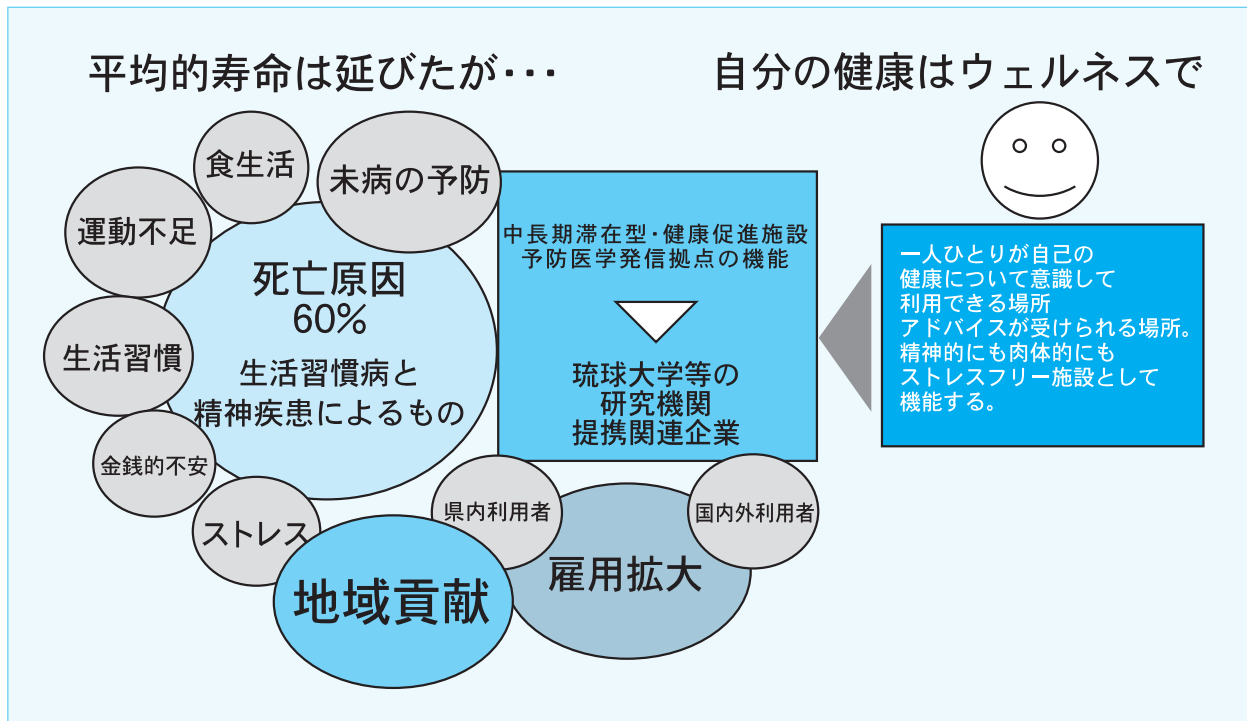 平均的寿命は延びたが・・・
自分の健康はウェルネスで
食生活
未病の予防
運動不足
生活習慣
金銭的不安
ストレス
死亡原因
60%
生活習慣病と
精神疾患によるもの
中長期滞在型・健康促進施設
予防医学発信拠点の機能
琉球大学等の
研究機関
提携関連企業
県内利用者
国内外利用者
地域貢献
雇用拡大
一人ひとりが自己の
健康について意識して
利用できる場所
アドバイスが受けられる場所。
精神的にも肉体的にも
ストレスフリー施設として
機能する。